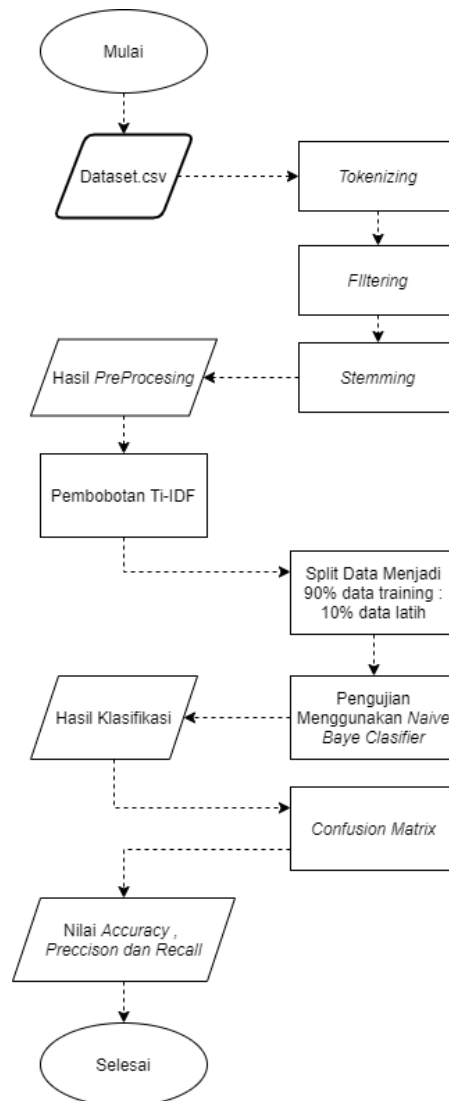 Mulai
Dataset.csv
Tokenizing
FIltering
Stemming
Hasil PreProcesing
Pembobotan Ti-IDF
Split Data Menjadi
90% data training :
10% data latih
Pengujian
Menggunakan Naive
Baye Clasifier
Hasil Klasifikasi
Confusion Matrix
Nilai Accuracy ,
Preccison dan Recall
Selesai